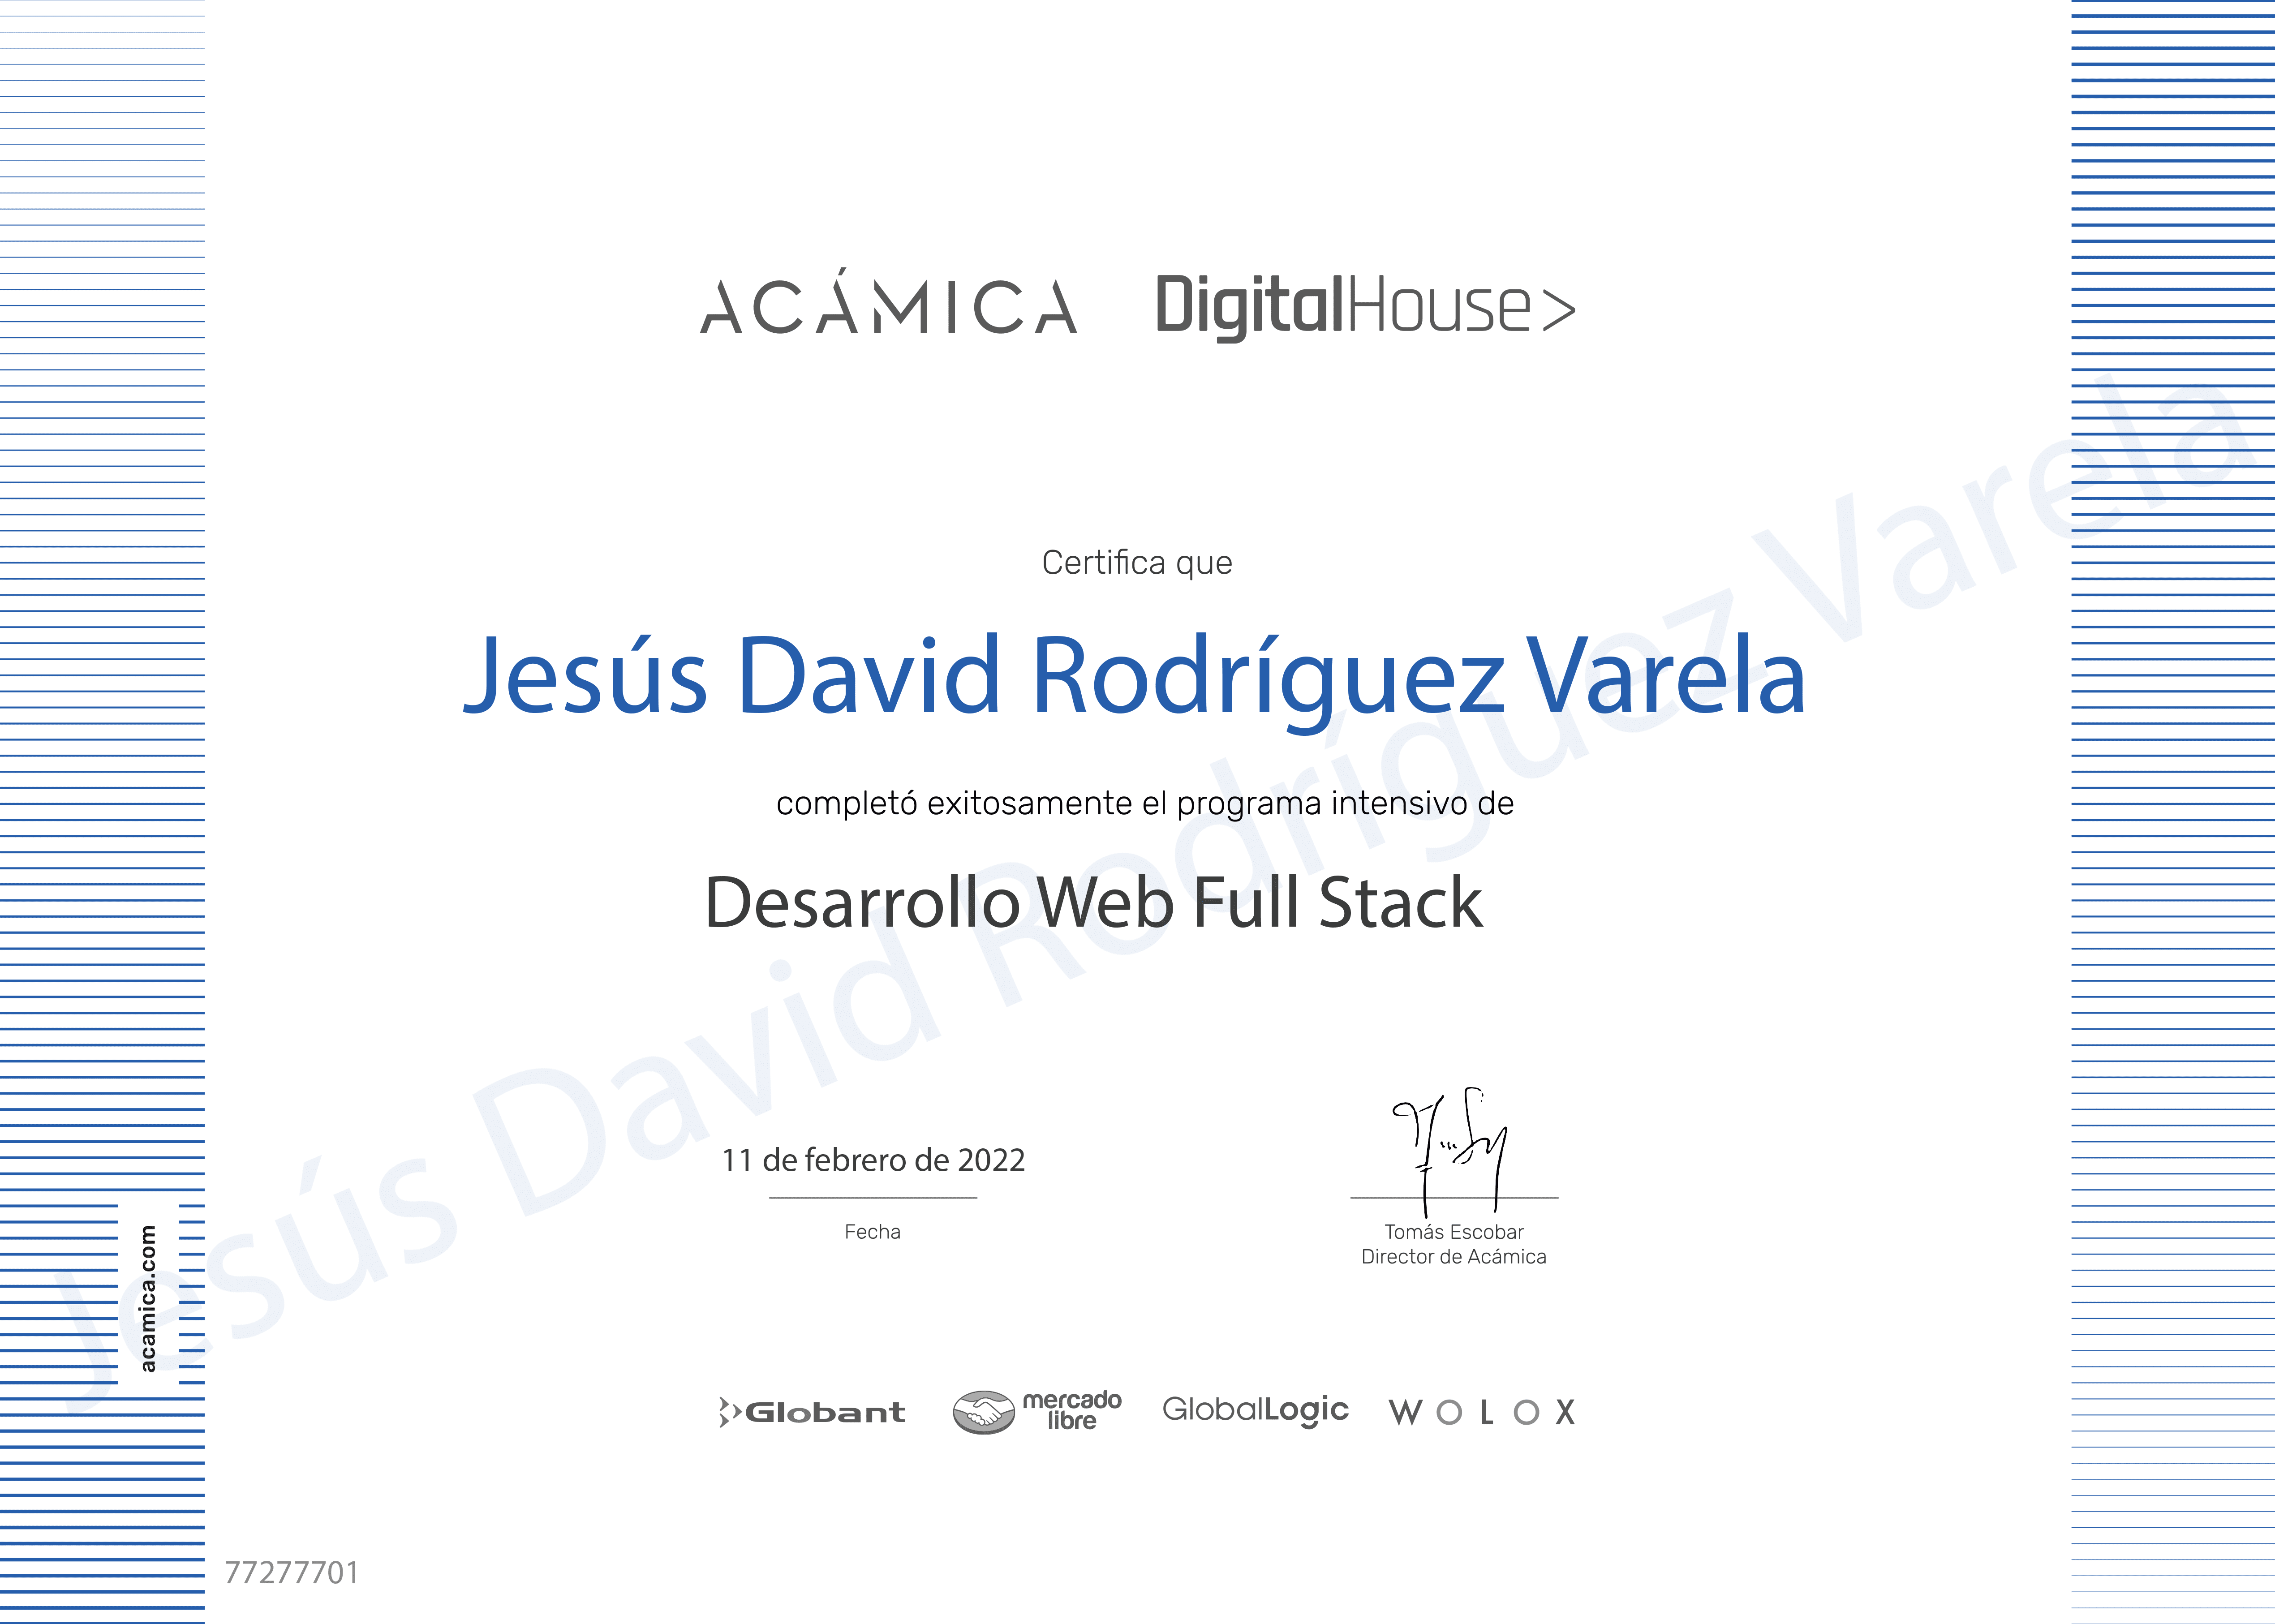 ACÁMICA DigitalHouse>
Certifica que
Jesús David Rodríguez Varela
completó exitosamente el programa intensivo de
Desarrollo Web Full Stack
Jesús David Rodríguez Varela
11 de febrero de 2022
Fecha
Tomás Escobar
Director de Acámica
acamica.com
Globant
mercado
libre
GlobalLogic
WOLOX
77277701